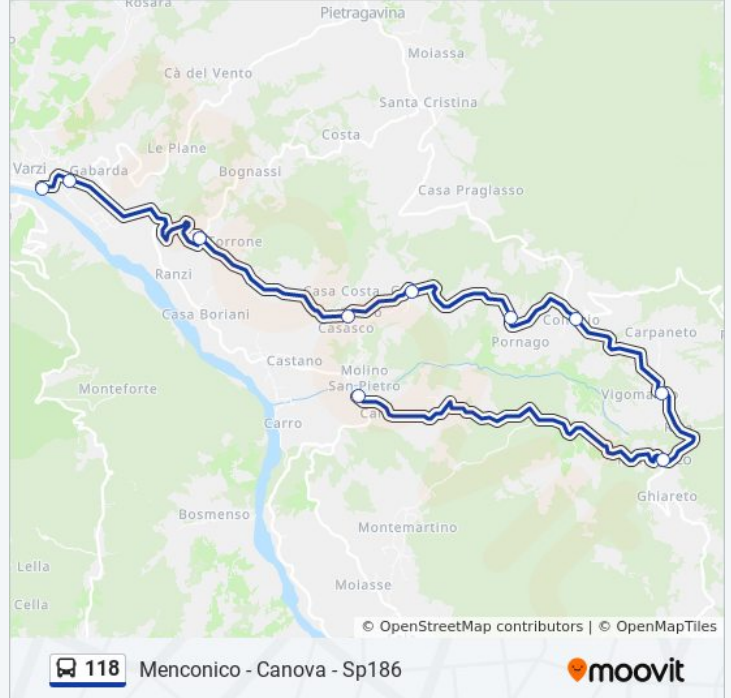 Rosara
Pietragavina
Moiassa
Cà del Vento
Santa Cristina
Costa
Le Piane
Varzi
Gabarda
Bognassi
Casa Praglasso
Torrone
Ranzi
Casa Costa
Casa Boriani
Casasco
Pornago
Carpaneto
Castano
Molino
San Pietro
Monteforte
Carro
Ghiareto
Bosmenso
Montemartino
Lella
Moiasse
Cella
© OpenStreetMap contributors | © OpenMapTiles
118 Menconico - Canova - Sp186
moovit